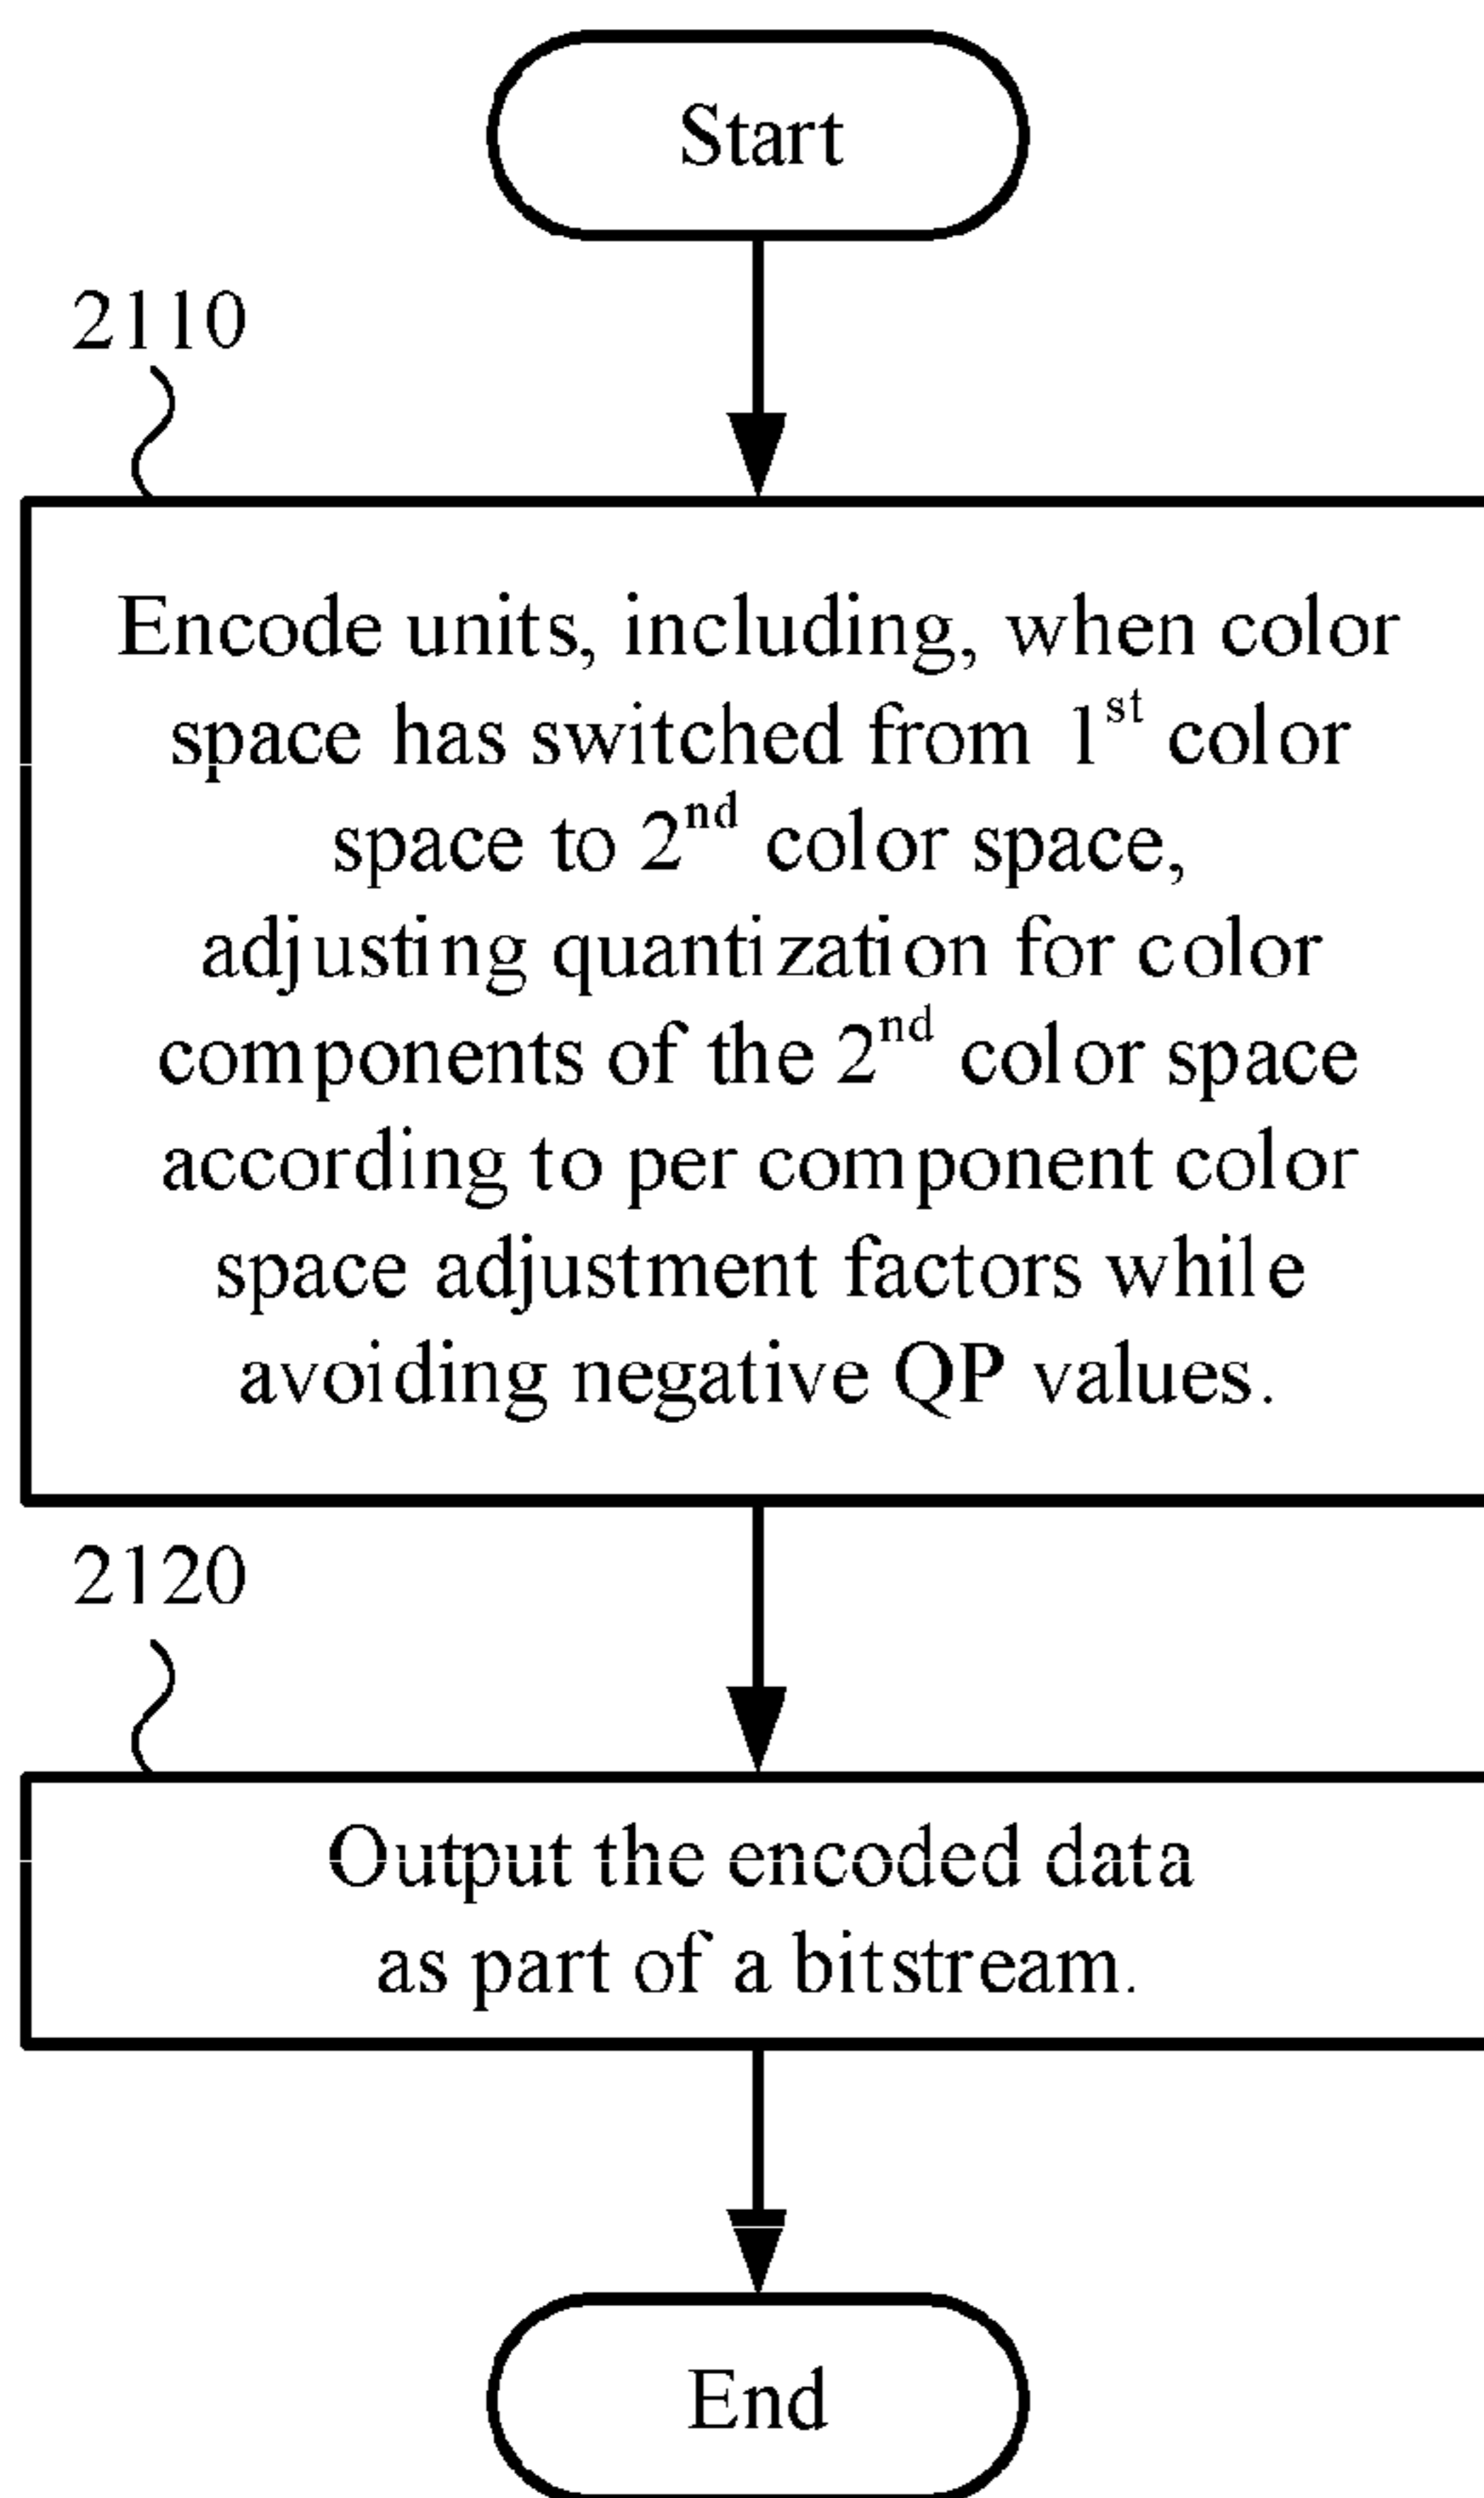 Start
2110
Encode units, including, when color
space has switched from 1st color
space to 2nd color space,
adjusting quantization for color
components of the 2nd color space
according to per component color
space adjustment factors while
avoiding negative QP values.
2120
Output the encoded data
as part of a bitstream.
End